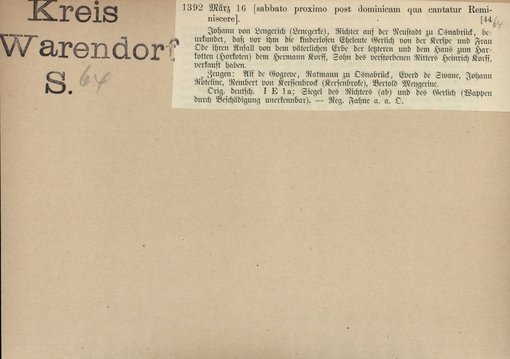 Kreis
Warendorf
S. 64
1392 März 16 [sabbato proximo post dominicam qua cantatur Remi-
niscere]. [44
64
Johann von Lengerich (Lenegerke), Richter auf der Neustadt zu Osnabrück, be-
urkundet, daß vor ihm die kinderlosen Eheleute Gerlich von der und Frau
Ode ihren Anfall von dem väterlichen Erbe der letzteren und dem Haus zum Har-
kotten (Horkoten) dem Hermann Korff, Sohn des verstorbenen Ritters Heinrich Korff,
verkauft haben.
Zeugen: Alf de Gogreve, Ratmann zu Osnabrück, Everd de Swane, Johann
Roteline, Rembert von Kerssenbrock (Kersenbroke), Bertold Mengerinc.
Orig. deutsch. I E 1a; Siegel des Richters (ab) und des Gerlich (Wappen
durch Beschädigung unerkennbar). — Reg. Fahne a. a. O.